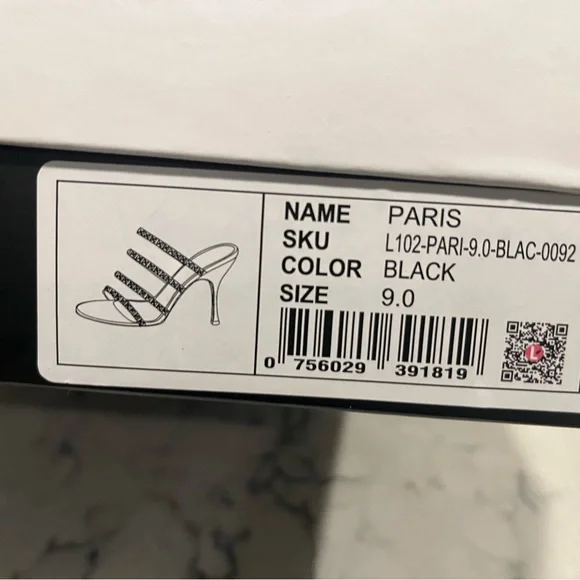 NAME PARIS
SKU L102-PARI-9.0-BLAC-0092
COLOR BLACK
SIZE 9.0
0 756029 391819
L